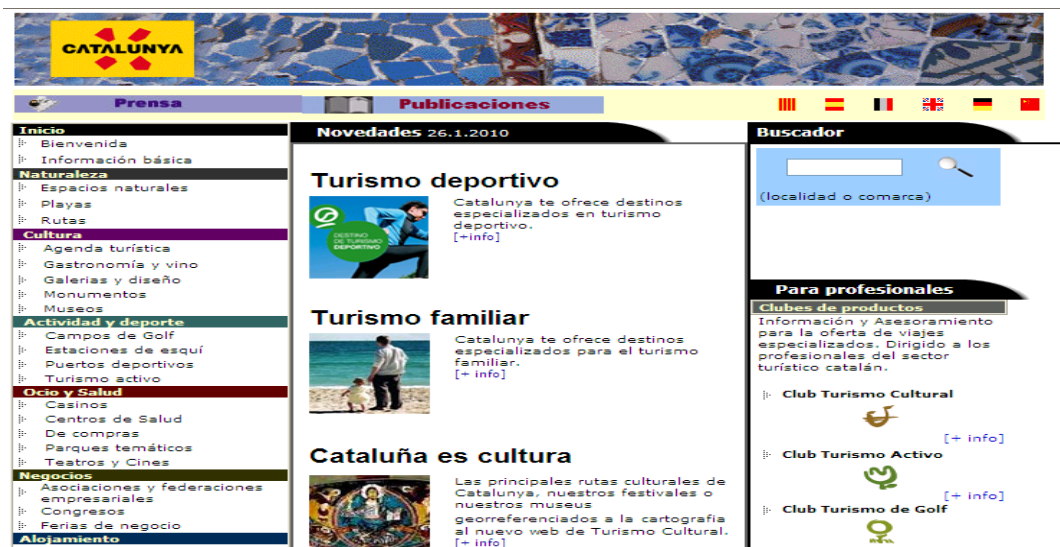 CATALUNYA
Prensa
Publicaciones
Inicio
Bienvenida
Información básica
Naturaleza
Espacios naturales
Playas
Rutas
Cultura
Agenda turística
Gastronomía y vino
Galerias y diseño
Monumentos
Museos
Actividad y deporte
Campos de Golf
Estaciones de esquí
Puertos deportivos
Turismo activo
Ocio y Salud
Casinos
Centros de Salud
De compras
Parques temáticos
Teatros y Cines
Negocios
Asociaciones y federaciones
empresariales
Congresos
Ferias de negocio
Alojamiento
Novedades 26.1.2010
Turismo deportivo
DESTINO
DE TURISMO
DEPORTIVO
Catalunya te ofrece destinos
especializados en turismo
deportivo.
[+info]
Turismo familiar
Catalunya te ofrece destinos
especializados para el turismo
familiar.
[+ info]
Cataluña es cultura
Las principales rutas culturales de
Catalunya, nuestros festivales o
nuestros museus
georreferenciados a la cartografia
al nuevo web de Turismo Cultural.
[+ info]
Buscador
(localidad o comarca)
Para profesionales
Clubes de productos
Información y Asesoramiento
para la oferta de viajes
especializados. Dirigido a los
profesionales del sector
turístico catalán.
Club Turismo Cultural
[+ info]
Club Turismo Activo
[+ info]
Club Turismo de Golf